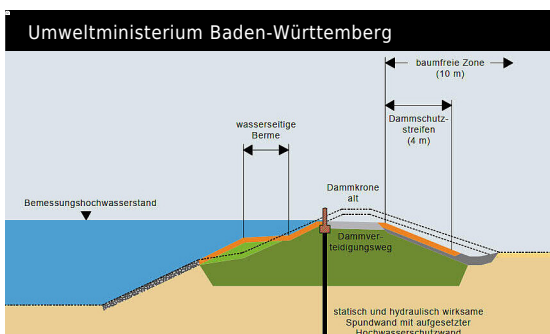 Umweltministerium Baden-Württemberg
baumfreie Zone
(10 m)
Dammschutz-
streifen
(4 m)
wasserseitige
Berme
Dammkrone
alt
Bemessungshochwasserstand
Dammver-
teidigungsweg
statisch und hydraulisch wirksame
Spundwand mit aufgesetzter
Hochwasserschutzwand